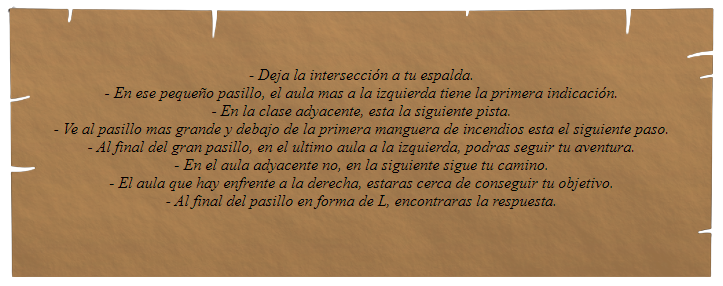 - Deja la intersección a tu espalda.
- En ese pequeño pasillo, el aula mas a la izquierda tiene la primera indicación.
- En la clase adyacente, esta la siguiente pista.
- Ve al pasillo mas grande y debajo de la primera manguera de incendios esta el siguiente paso.
- Al final del gran pasillo, en el ultimo aula a la izquierda, podras seguir tu aventura.
- En el aula adyacente no, en la siguiente sigue tu camino.
- El aula que hay enfrente a la derecha, estaras cerca de conseguir tu objetivo.
- Al final del pasillo en forma de L, encontraras la respuesta.